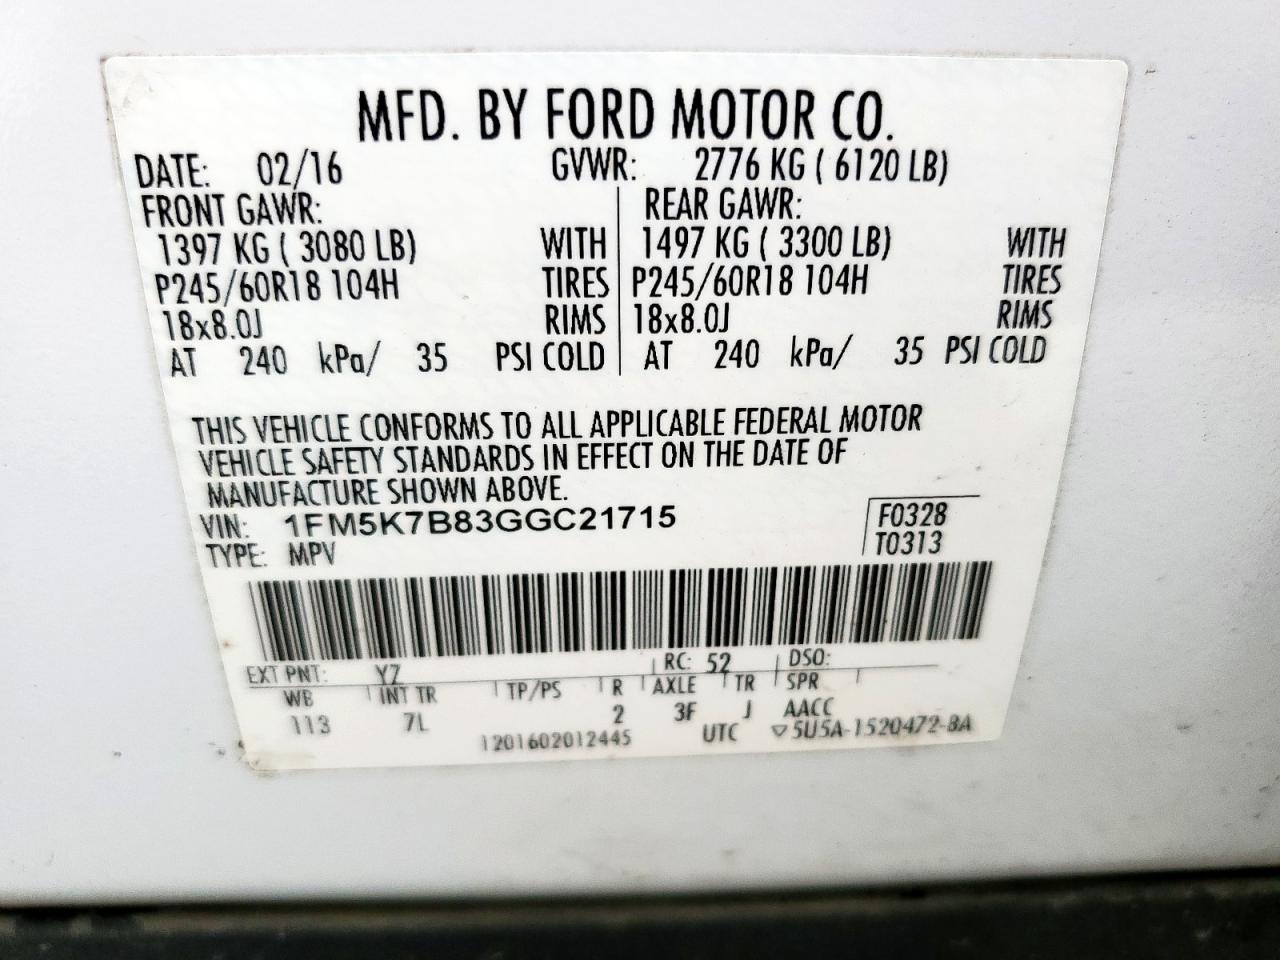 MFD. BY FORD MOTOR CO.
DATE: 02/16 GVWR: 2776 KG ( 6120 LB)
FRONT GAWR: REAR GAWR:
1397 KG ( 3080 LB) WITH 1497 KG ( 3300 LB) WITH
P245/60R18 104H TIRES P245/60R18 104H TIRES
18x8.0J RIMS 18x8.0J RIMS
AT 240 kPa/ 35 PSI COLD AT 240 kPa/ 35 PSI COLD
THIS VEHICLE CONFORMS TO ALL APPLICABLE FEDERAL MOTOR
VEHICLE SAFETY STANDARDS IN EFFECT ON THE DATE OF
MANUFACTURE SHOWN ABOVE.
VIN: 1FM5K7B83GGC21715 F0328
TYPE: MPV T0313
EXT PNT: YZ RC: 52 DSO:
WB INT TR TP/PS R AXLE TR SPR
113 7L 2 3F J AACC
1201602012445 UTC ▽5U5A-1520472-BA